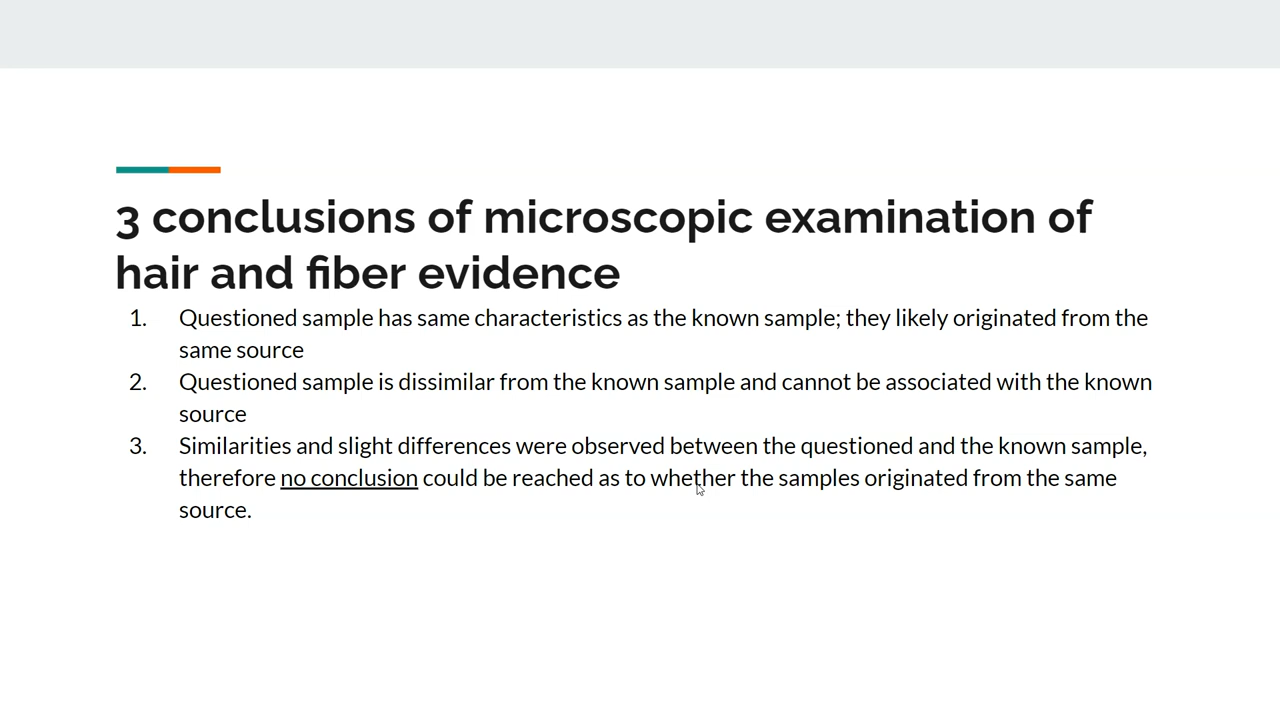 3 conclusions of microscopic examination of
hair and fiber evidence
1. Questioned sample has same characteristics as the known sample; they likely originated from the
same source
2. Questioned sample is dissimilar from the known sample and cannot be associated with the known
source
3. Similarities and slight differences were observed between the questioned and the known sample,
therefore no conclusion could be reached as to whether the samples originated from the same
source.